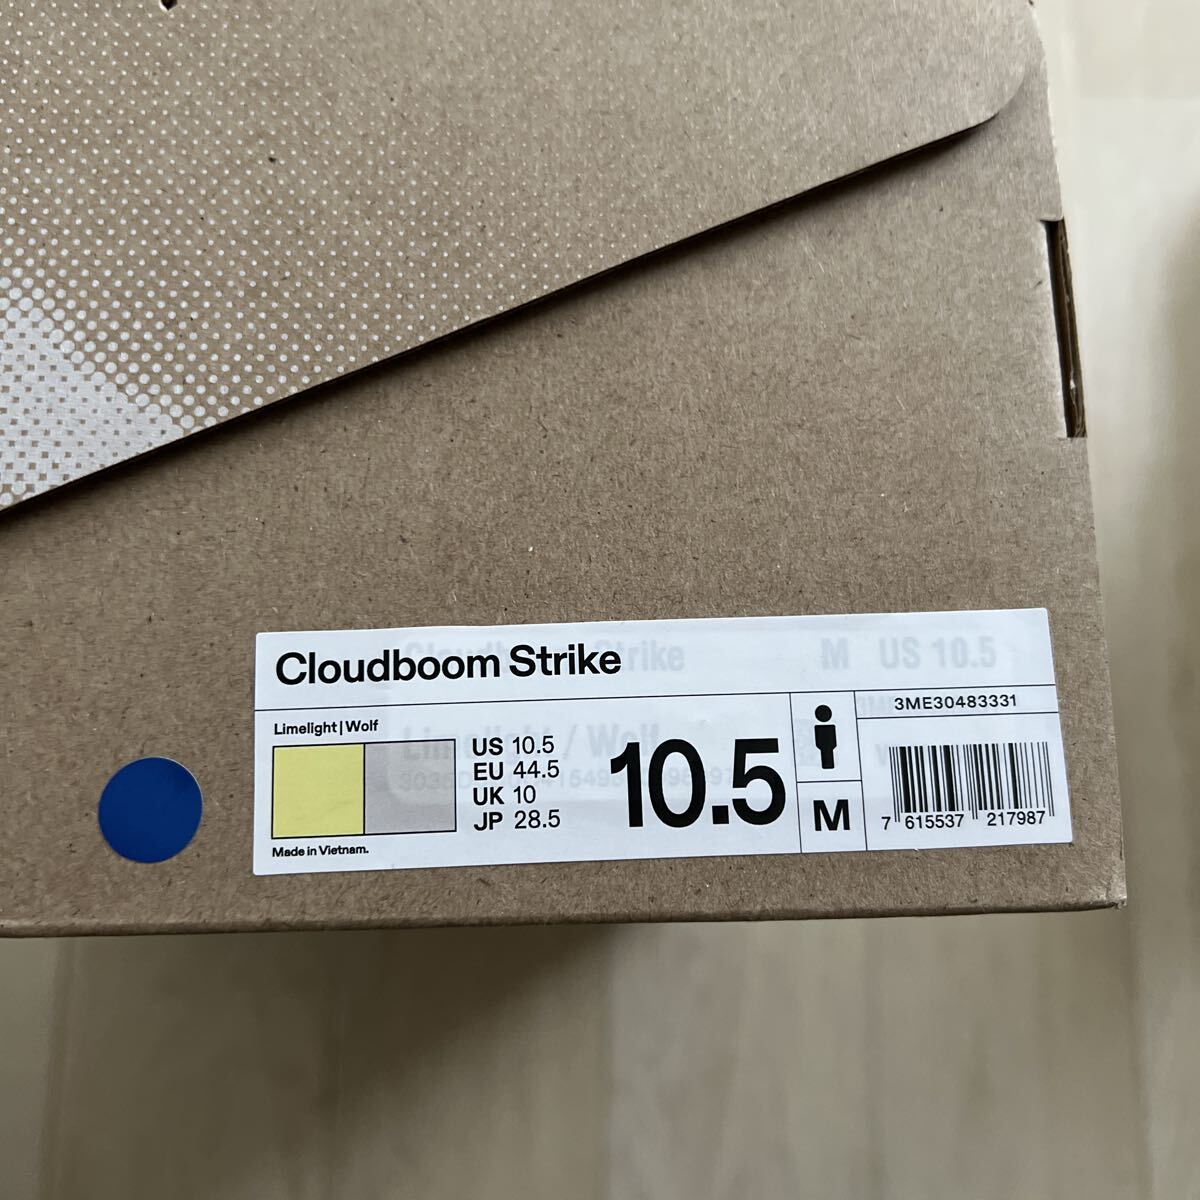 Cloudboom Strike
Limelight | Wolf
US 10.5
EU 44.5
UK 10
JP 28.5
Made in Vietnam.
10.5
M
3ME30483331
7 615537 217987
M US 10.5